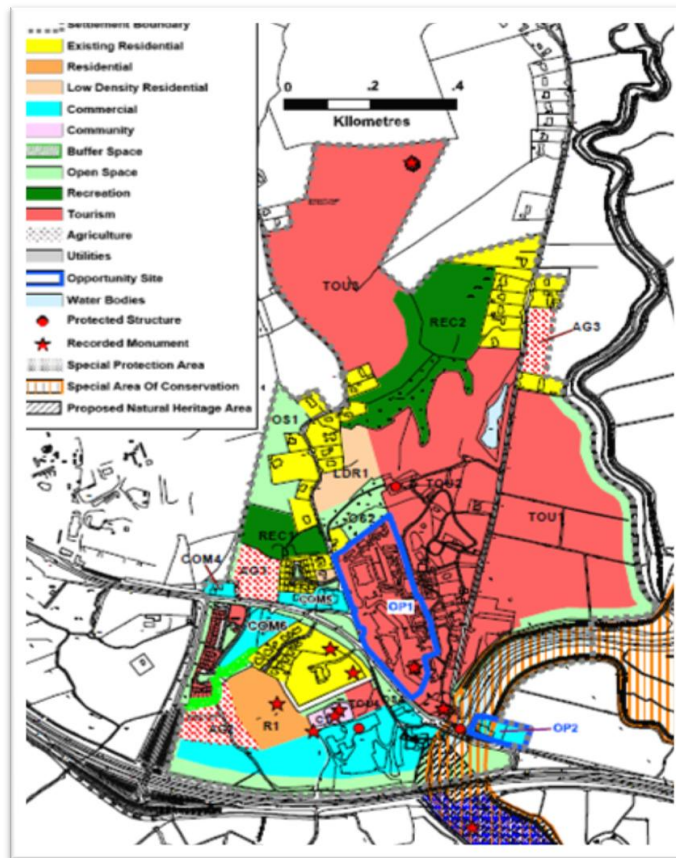 Settlement Boundary
Existing Residential
Residential
Low Density Residential
Commercial
Community
Buffer Space
Open Space
Recreation
Tourism
Agriculture
Utilities
Opportunity Site
Water Bodies
Protected Structure
Recorded Monument
Special Protection Area
Special Area Of Conservation
Proposed Natural Heritage Area
0 .2 .4
Kilometres
TOU3
REC2
AG3
OS1
LDR1
TOU2
TOU1
OS2
REC1
COM4
AG3
COM5
OP1
COM6
R1
OP2